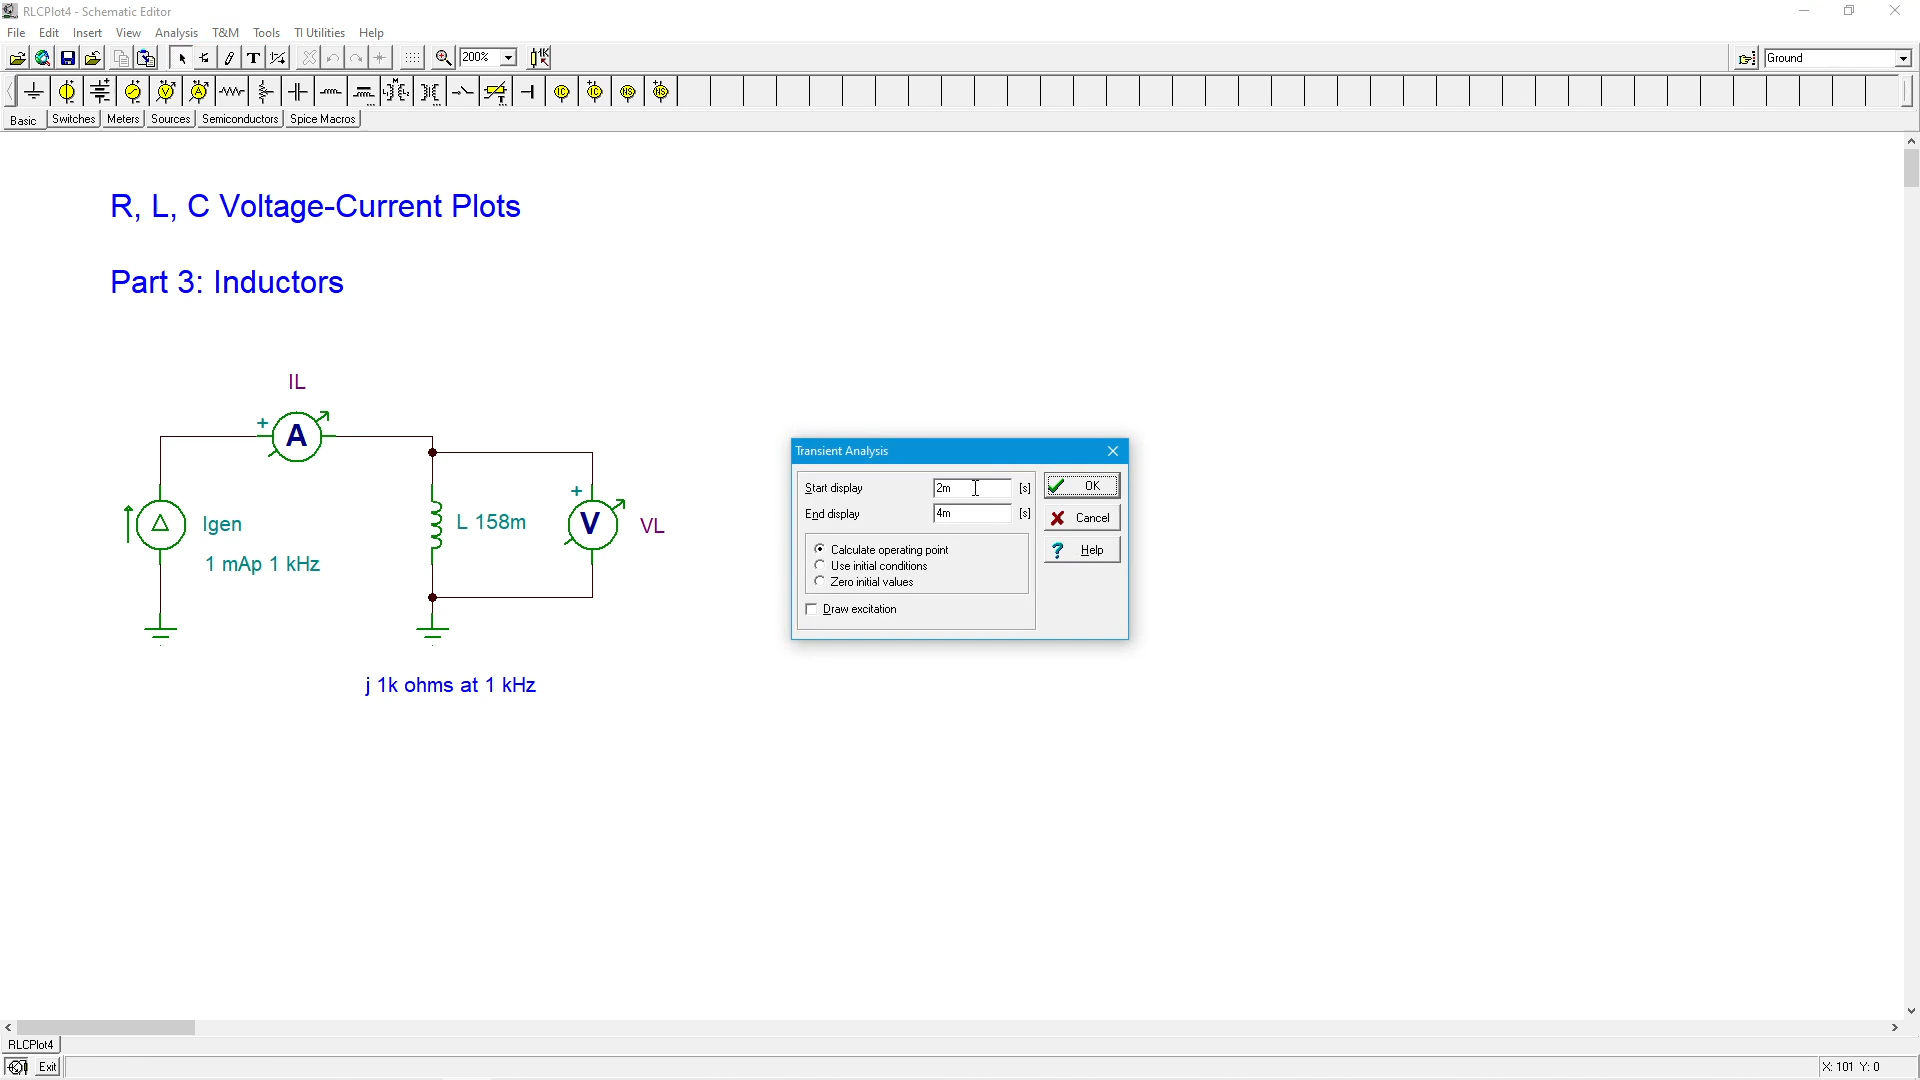 RLCPlot4 - Schematic Editor
File Edit Insert View Analysis T&M Tools TI Utilities Help
200%
1K
Ground
Basic Switches Meters Sources Semiconductors Spice Macros
R, L, C Voltage-Current Plots
Part 3: Inductors
IL
+
A
Igen
1 mAp 1 kHz
L 158m
+
V
VL
j 1k ohms at 1 kHz
Transient Analysis
Start display 2m [s]
End display 4m [s]
Calculate operating point
Use initial conditions
Zero initial values
Draw excitation
OK
Cancel
Help
RLCPlot4
Exit
X: 101 Y: 0